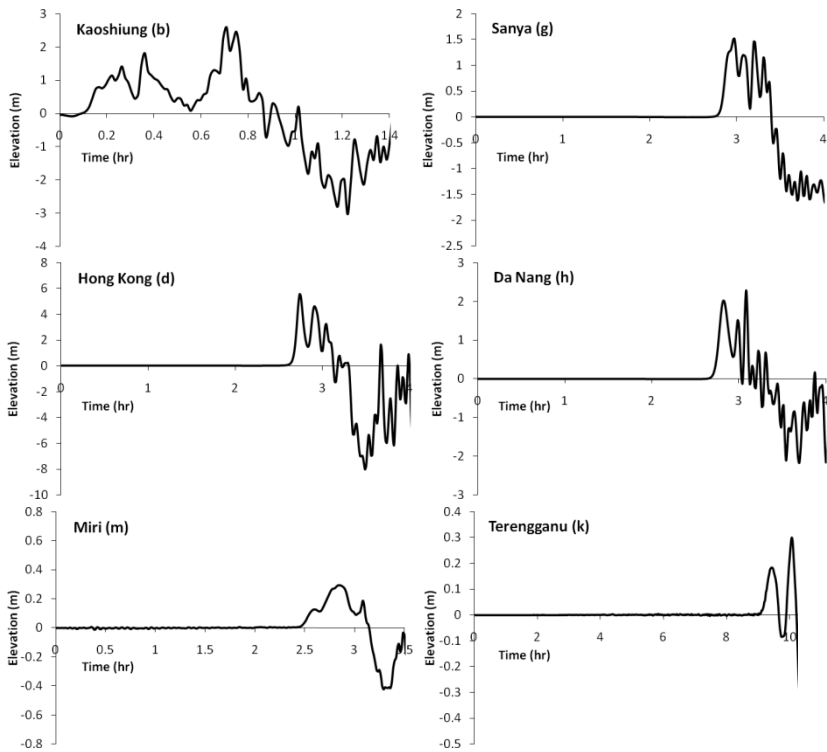 Kaoshiung (b)
Elevation (m)
3
2
1
0
-1
-2
-3
-4
0 0.2 0.4 0.6 0.8 1 1.2 1.4
Time (hr)
Sanya (g)
Elevation (m)
2
1.5
1
0.5
0
-0.5
-1
-1.5
-2
-2.5
0 1 2 3 4
Time (hr)
Hong Kong (d)
Elevation (m)
8
6
4
2
0
-2
-4
-6
-8
-10
0 1 2 3
Time (hr)
Da Nang (h)
Elevation (m)
3
2
1
0
-1
-2
-3
0 1 2 3 4
Time (hr)
Miri (m)
Elevation (m)
0.8
0.6
0.4
0.2
0
-0.2
-0.4
-0.6
-0.8
0 0.5 1 1.5 2 2.5 3 3.5
Time (hr)
Terengganu (k)
Elevation (m)
0.4
0.3
0.2
0.1
0
-0.1
-0.2
-0.3
-0.4
-0.5
0 2 4 6 8 10
Time (hr)